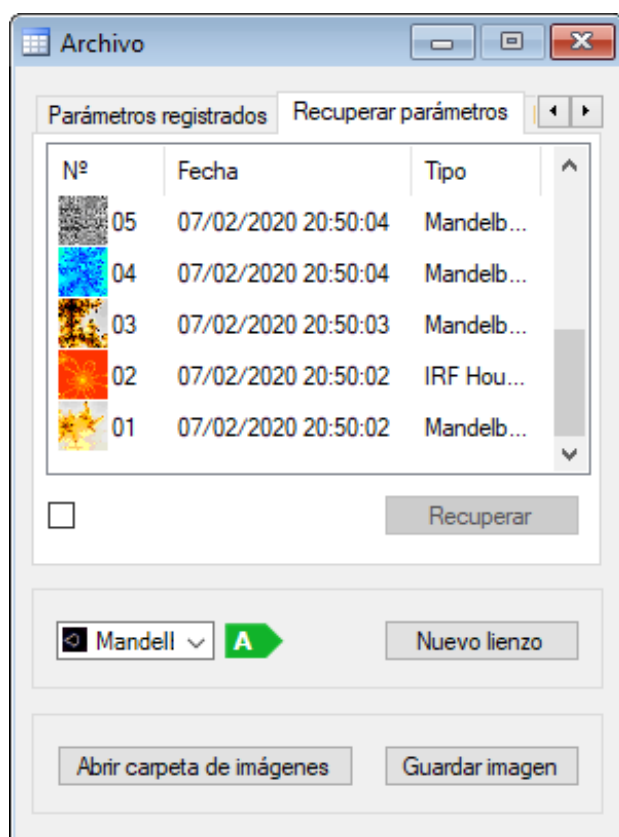 Archivo
Parámetros registrados Recuperar parámetros
Nº Fecha Tipo
05 07/02/2020 20:50:04 Mandelb...
04 07/02/2020 20:50:04 Mandelb...
03 07/02/2020 20:50:03 Mandelb...
02 07/02/2020 20:50:02 IRF Hou...
01 07/02/2020 20:50:02 Mandelb...
Recuperar
Mandell A Nuevo lienzo
Abrir carpeta de imágenes Guardar imagen